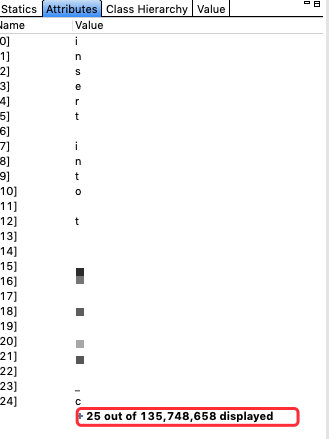 Statics Attributes Class Hierarchy Value
Name Value
0] i
1] n
2] s
3] e
4] r
5] t
6]
7] i
8] n
9] t
10] o
11]
12] t
13]
14]
15]
16]
17]
18]
19]
20]
21]
22]
23] _
24] c
25 out of 135,748,658 displayed